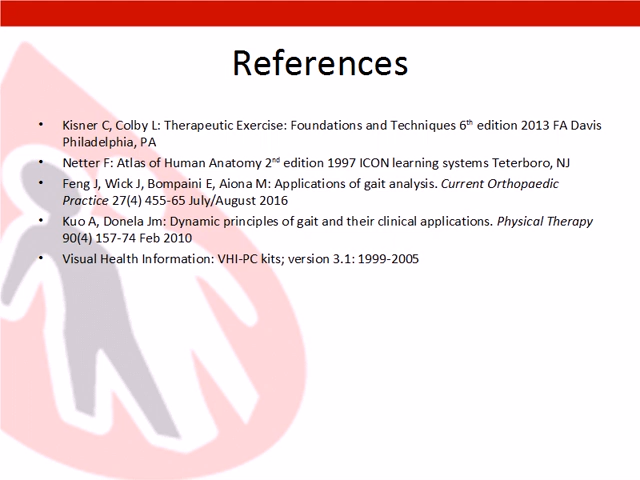 References
• Kisner C, Colby L: Therapeutic Exercise: Foundations and Techniques 6th edition 2013 FA Davis
Philadelphia, PA
• Netter F: Atlas of Human Anatomy 2nd edition 1997 ICON learning systems Teterboro, NJ
• Feng J, Wick J, Bompaini E, Aiona M: Applications of gait analysis. Current Orthopaedic
Practice 27(4) 455-65 July/August 2016
• Kuo A, Donela Jm: Dynamic principles of gait and their clinical applications. Physical Therapy
90(4) 157-74 Feb 2010
• Visual Health Information: VHI-PC kits; version 3.1: 1999-2005